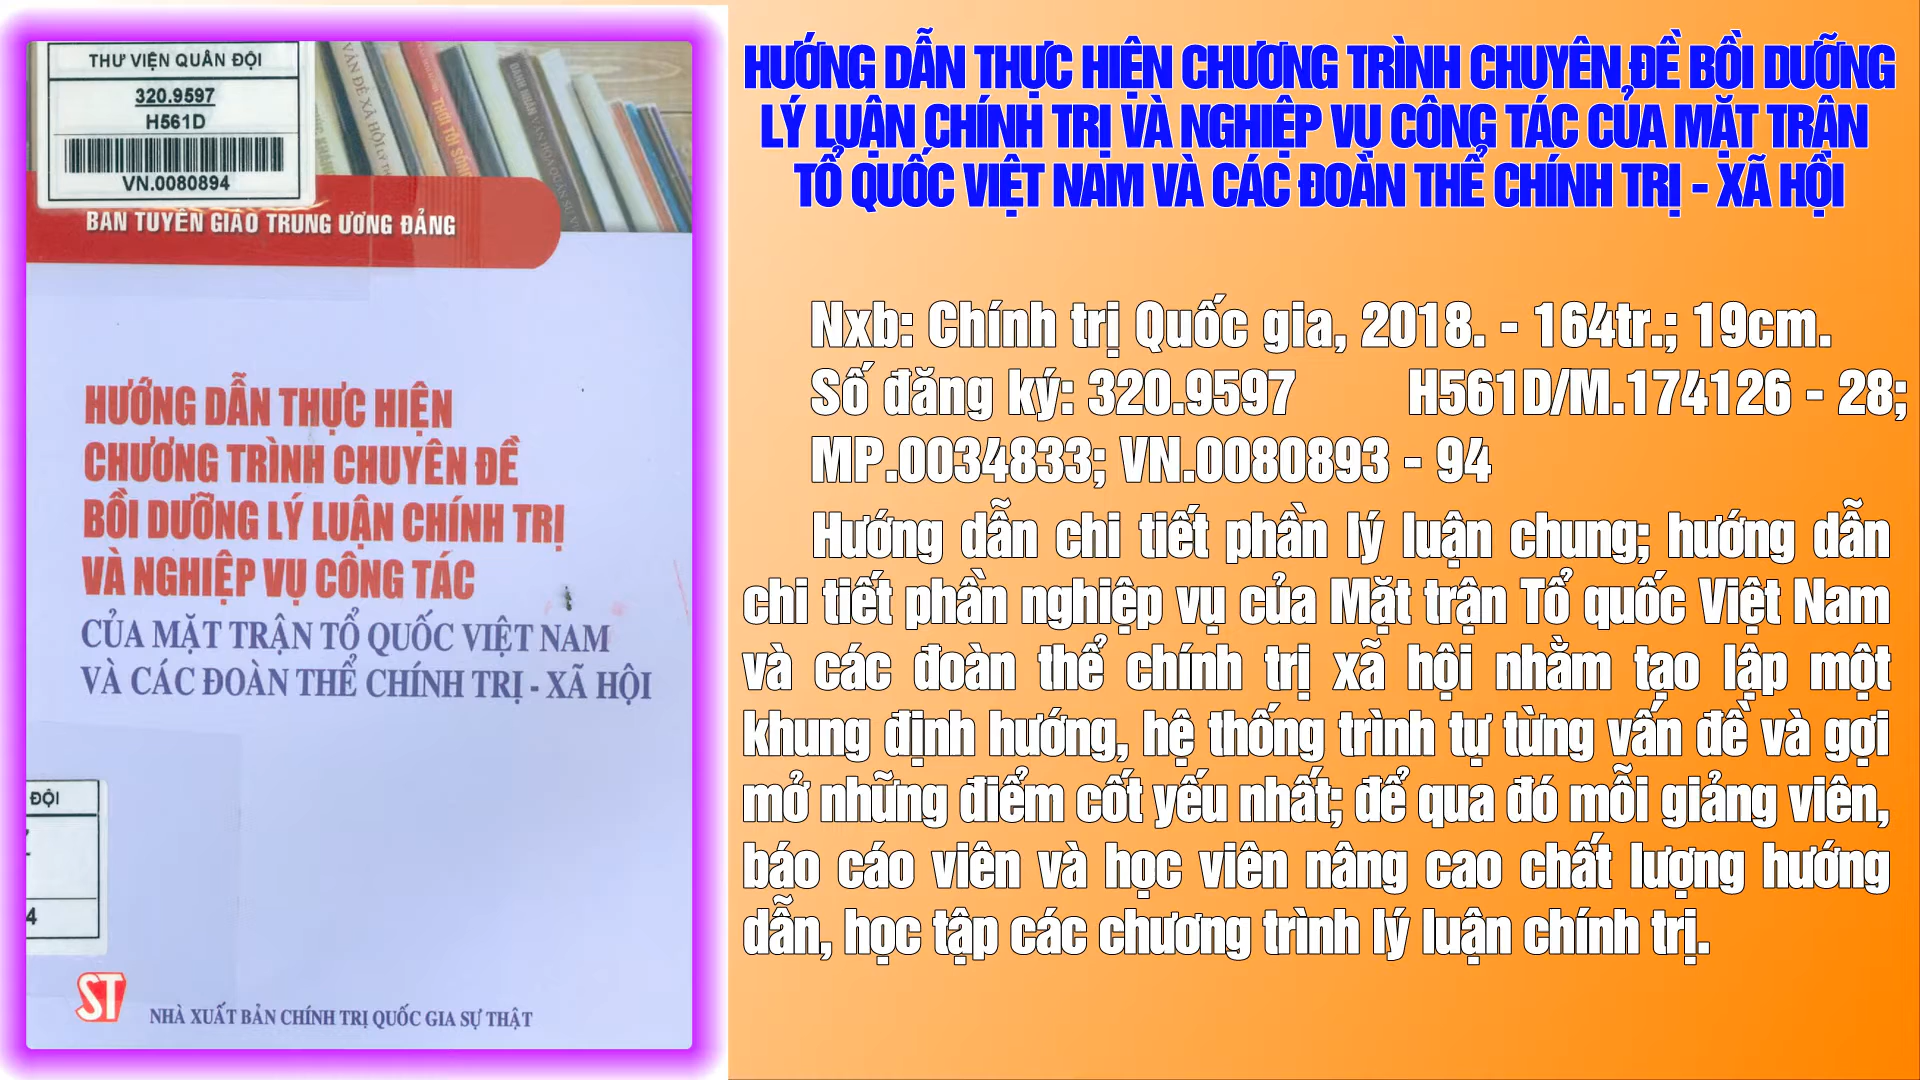 THƯ VIỆN QUÂN ĐỘI
320.9597
H561D
VN.0080894
BAN TUYÊN GIÁO TRUNG ƯƠNG ĐẢNG
HƯỚNG DẪN THỰC HIỆN
CHƯƠNG TRÌNH CHUYÊN ĐỀ
BỒI DƯỠNG LÝ LUẬN CHÍNH TRỊ
VÀ NGHIỆP VỤ CÔNG TÁC
CỦA MẶT TRẬN TỔ QUỐC VIỆT NAM
VÀ CÁC ĐOÀN THỂ CHÍNH TRỊ - XÃ HỘI
ĐỘI
4
ST
NHÀ XUẤT BẢN CHÍNH TRỊ QUỐC GIA SỰ THẬT
HƯỚNG DẪN THỰC HIỆN CHƯƠNG TRÌNH CHUYÊN ĐỀ BỒI DƯỠNG
LÝ LUẬN CHÍNH TRỊ VÀ NGHIỆP VỤ CÔNG TÁC CỦA MẶT TRẬN
TỔ QUỐC VIỆT NAM VÀ CÁC ĐOÀN THỂ CHÍNH TRỊ - XÃ HỘI
Nxb: Chính trị Quốc gia, 2018. - 164tr.; 19cm.
Số đăng ký: 320.9597 H561D/M.174126 - 28;
MP.0034833; VN.0080893 - 94
Hướng dẫn chi tiết phần lý luận chung; hướng dẫn
chi tiết phần nghiệp vụ của Mặt trận Tổ quốc Việt Nam
và các đoàn thể chính trị xã hội nhằm tạo lập một
khung định hướng, hệ thống trình tự từng vấn đề và gợi
mở những điểm cốt yếu nhất; để qua đó mỗi giảng viên,
báo cáo viên và học viên nâng cao chất lượng hướng
dẫn, học tập các chương trình lý luận chính trị.